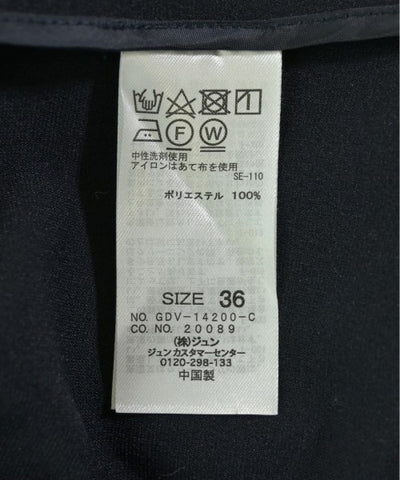 F W
中性洗剤使用
アイロンはあて布を使用
SE-110
ポリエステル 100%
SIZE 36
NO. GDV-14200-C
CO. NO. 20089
(株)ジュン
ジュン カスタマーセンター
0120-298-133
中国製